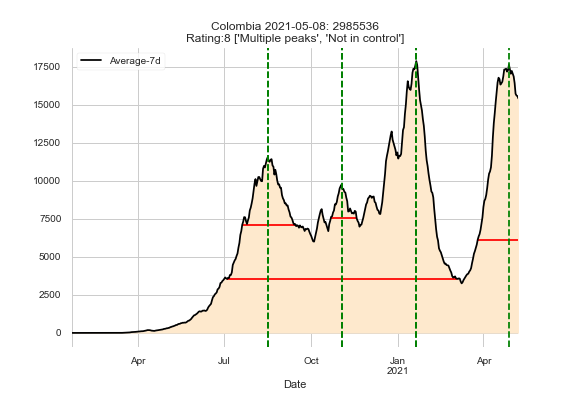 Colombia 2021-05-08: 2985536
Rating:8 ['Multiple peaks', 'Not in control']
Average-7d
17500
15000
12500
10000
7500
5000
2500
0
Apr Jul Oct Jan Apr
2021
Date